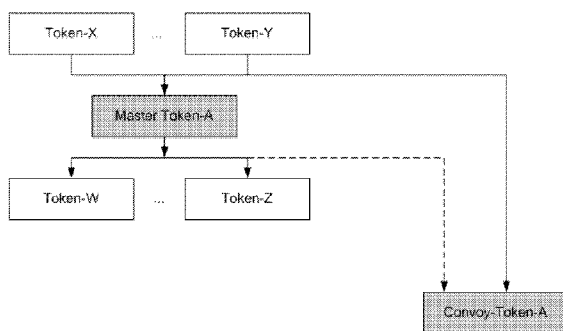 Token-X
...
Token-Y
Master Token-A
Token-W
...
Token-Z
Convoy-Token-A